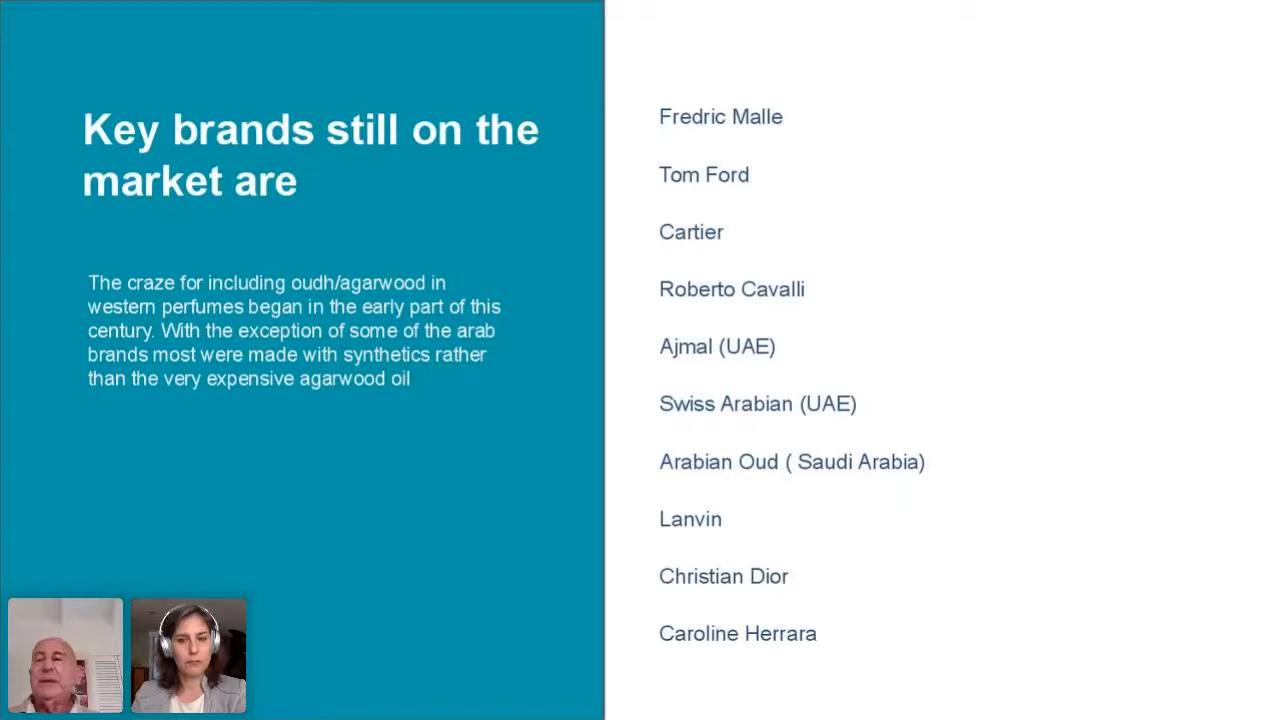 Key brands still on the
market are
The craze for including oudh/agarwood in
western perfumes began in the early part of this
century. With the exception of some of the arab
brands most were made with synthetics rather
than the very expensive agarwood oil
Fredric Malle
Tom Ford
Cartier
Roberto Cavalli
Ajmal (UAE)
Swiss Arabian (UAE)
Arabian Oud ( Saudi Arabia)
Lanvin
Christian Dior
Caroline Herrara